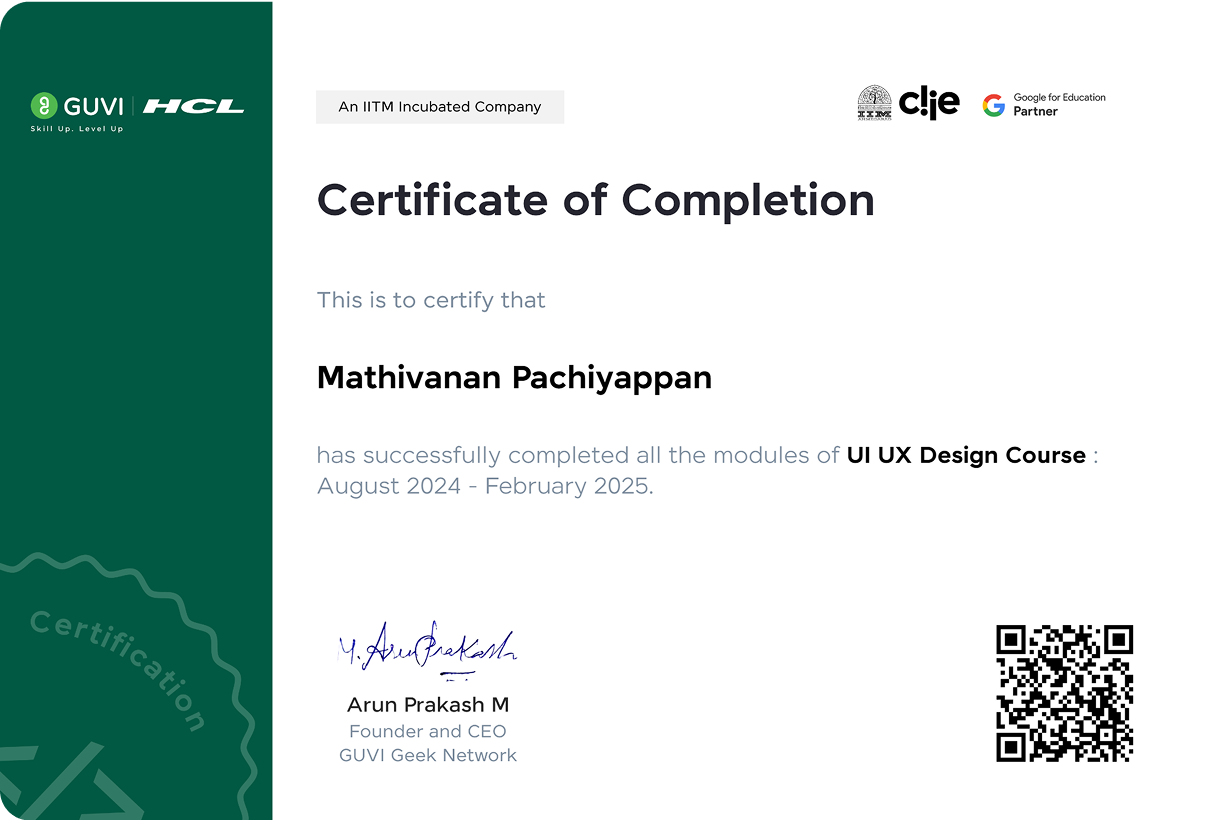 GUVI | HCL
Skill Up. Level Up
An IITM Incubated Company
IIM
cl!je
Google for Education
Partner
Certificate of Completion
This is to certify that
Mathivanan Pachiyappan
has successfully completed all the modules of UI UX Design Course :
August 2024 - February 2025.
Certification
</>
M. Arun Prakash
Arun Prakash M
Founder and CEO
GUVI Geek Network